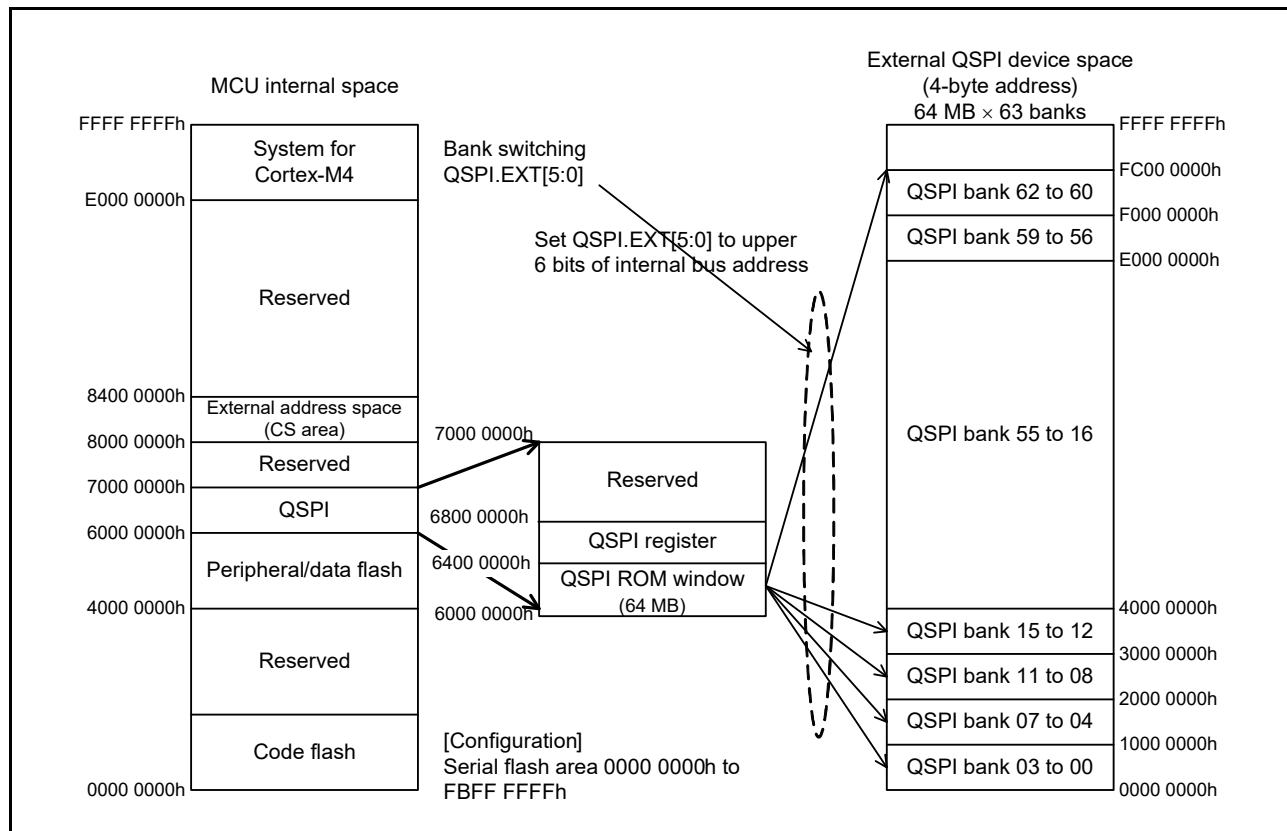 MCU internal space
FFFF FFFFh
System for
Cortex-M4
E000 0000h
Reserved
8400 0000h
External address space
(CS area)
8000 0000h
Reserved
7000 0000h
QSPI
6000 0000h
Peripheral/data flash
4000 0000h
Reserved
Code flash
0000 0000h
Bank switching
QSPI.EXT[5:0]
Set QSPI.EXT[5:0] to upper
6 bits of internal bus address
7000 0000h
Reserved
6800 0000h
QSPI register
6400 0000h
QSPI ROM window
(64 MB)
6000 0000h
[Configuration]
Serial flash area 0000 0000h to
FBFF FFFFh
External QSPI device space
(4-byte address)
64 MB × 63 banks
FFFF FFFFh
FC00 0000h
QSPI bank 62 to 60
F000 0000h
QSPI bank 59 to 56
E000 0000h
QSPI bank 55 to 16
4000 0000h
QSPI bank 15 to 12
3000 0000h
QSPI bank 11 to 08
2000 0000h
QSPI bank 07 to 04
1000 0000h
QSPI bank 03 to 00
0000 0000h